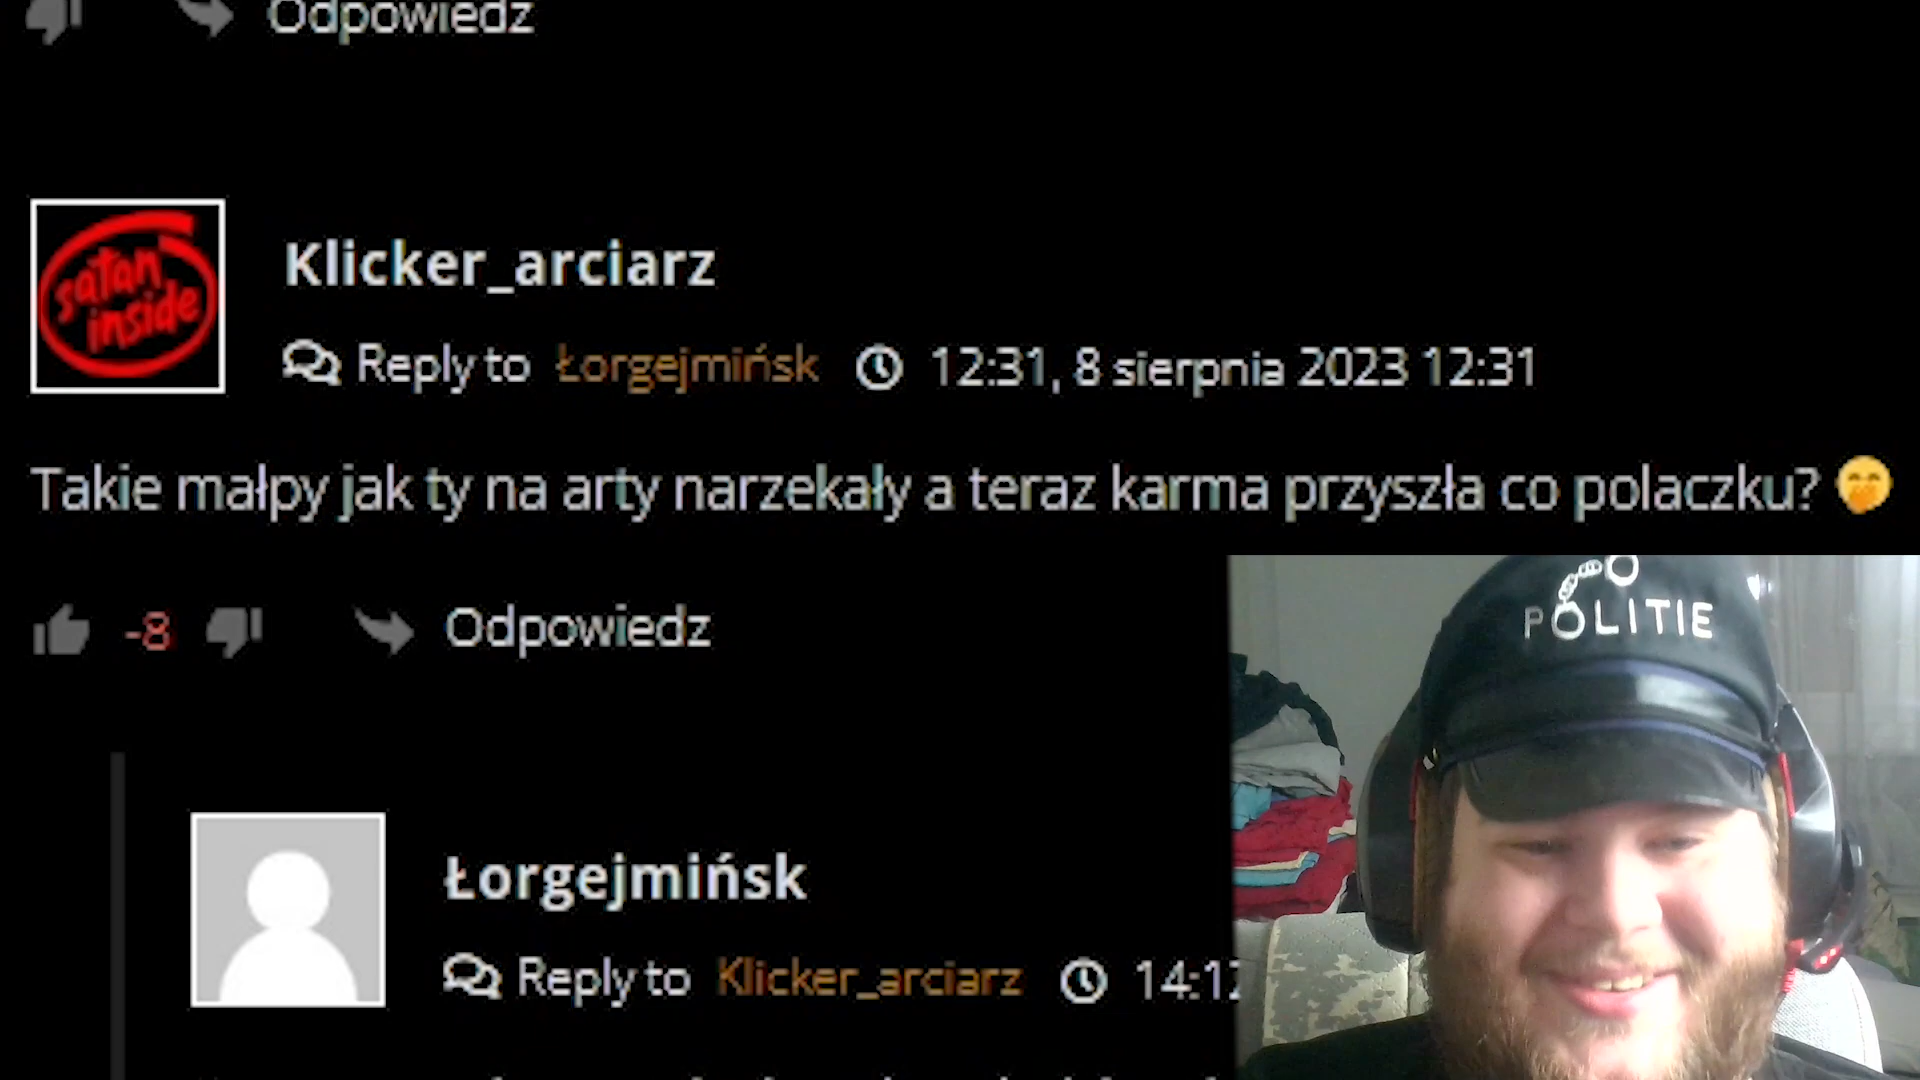 Odpowiedz
satan
inside
Klicker_arciarz
Reply to Łorgejmińsk 12:31, 8 sierpnia 2023 12:31
Takie małpy jak ty na arty narzekały a teraz karma przyszła co polaczku? 🤭
-8 Odpowiedz
POLITIE
Łorgejmińsk
Reply to Klicker_arciarz